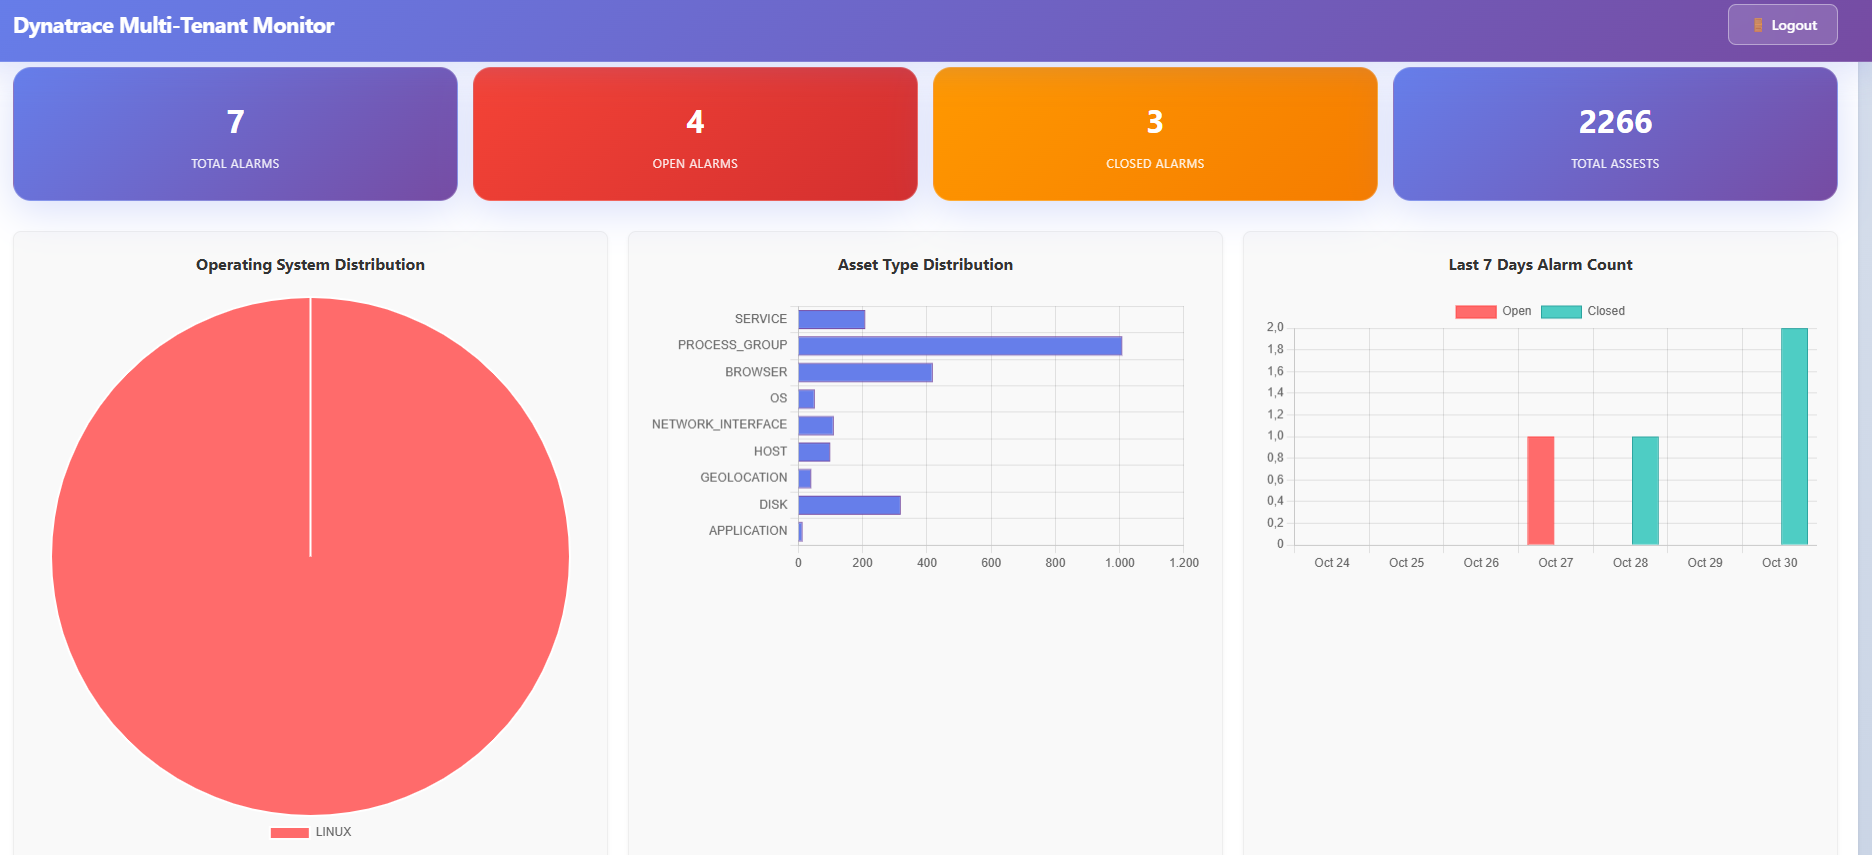 Dynatrace Multi-Tenant Monitor
Logout
7
TOTAL ALARMS
4
OPEN ALARMS
3
CLOSED ALARMS
2266
TOTAL ASSESTS
Operating System Distribution
LINUX
Asset Type Distribution
SERVICE
PROCESS_GROUP
BROWSER
OS
NETWORK_INTERFACE
HOST
GEOLOCATION
DISK
APPLICATION
0 200 400 600 800 1.000 1.200
Last 7 Days Alarm Count
Open Closed
2,0
1,8
1,6
1,4
1,2
1,0
0,8
0,6
0,4
0,2
0
Oct 24 Oct 25 Oct 26 Oct 27 Oct 28 Oct 29 Oct 30